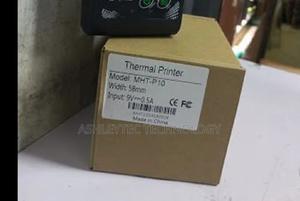 Thermal Printer
Model: MHT-P10
Width: 58mm
Input: 9V⎓0.5A
CE FC
Made in China
ASHLEYTEC TECHNOLOGY